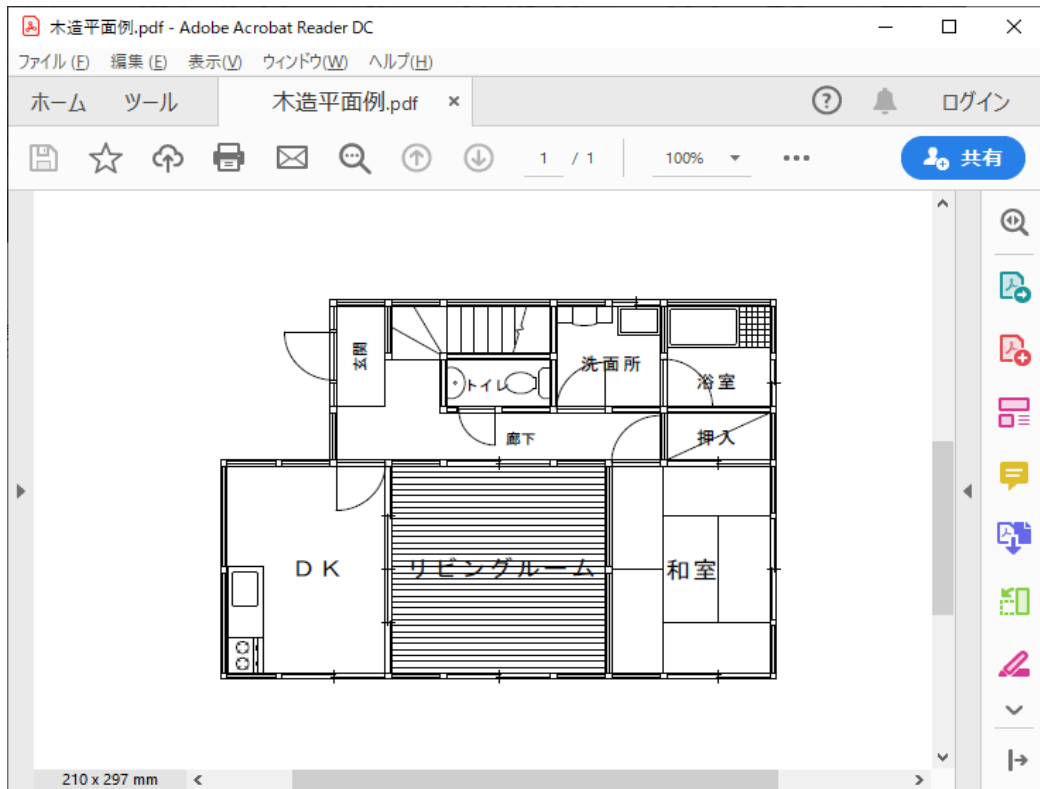 木造平面例.pdf - Adobe Acrobat Reader DC
ファイル(F) 編集(E) 表示(V) ウィンドウ(W) ヘルプ(H)
ホーム ツール 木造平面例.pdf × ? ログイン
1 / 1 100% 共有
玄関
トイレ
洗面所
浴室
廊下
押入
DK
リビングルーム
和室
210 x 297 mm